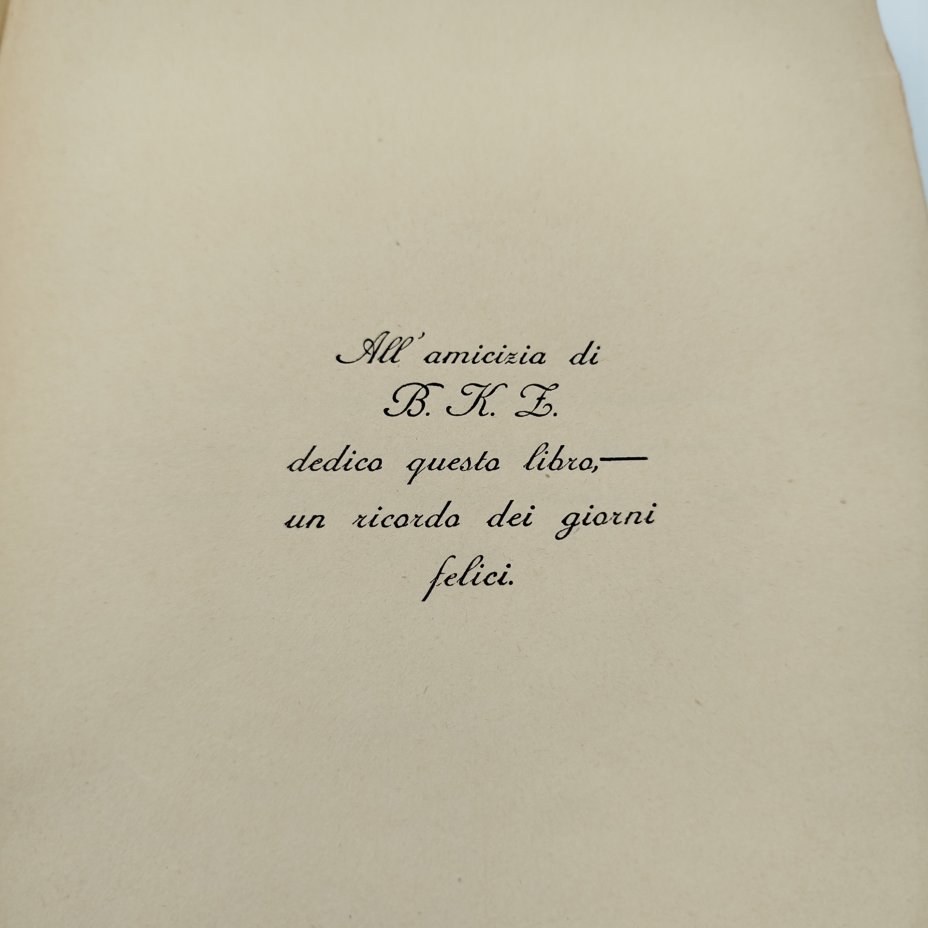 All' amicizia di
B. K. Z.
dedico questo libro,—
un ricordo dei giorni
felici.